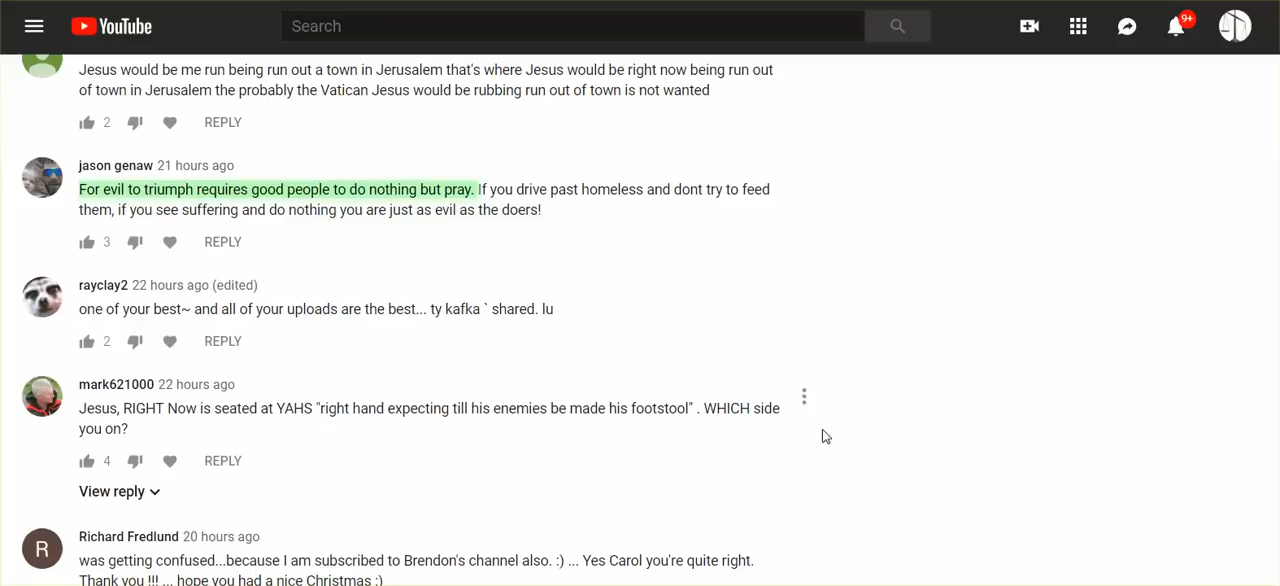 YouTube
Search
9+
Jesus would be me run being run out a town in Jerusalem that's where Jesus would be right now being run out
of town in Jerusalem the probably the Vatican Jesus would be rubbing run out of town is not wanted
2 REPLY
jason genaw 21 hours ago
For evil to triumph requires good people to do nothing but pray. If you drive past homeless and dont try to feed
them, if you see suffering and do nothing you are just as evil as the doers!
3 REPLY
rayclay2 22 hours ago (edited)
one of your best~ and all of your uploads are the best... ty kafka ` shared. lu
2 REPLY
mark621000 22 hours ago
Jesus, RIGHT Now is seated at YAHS "right hand expecting till his enemies be made his footstool" . WHICH side
you on?
4 REPLY
View reply
R
Richard Fredlund 20 hours ago
was getting confused...because I am subscribed to Brendon's channel also. :) ... Yes Carol you're quite right.
Thank you !!! ... hope you had a nice Christmas :)